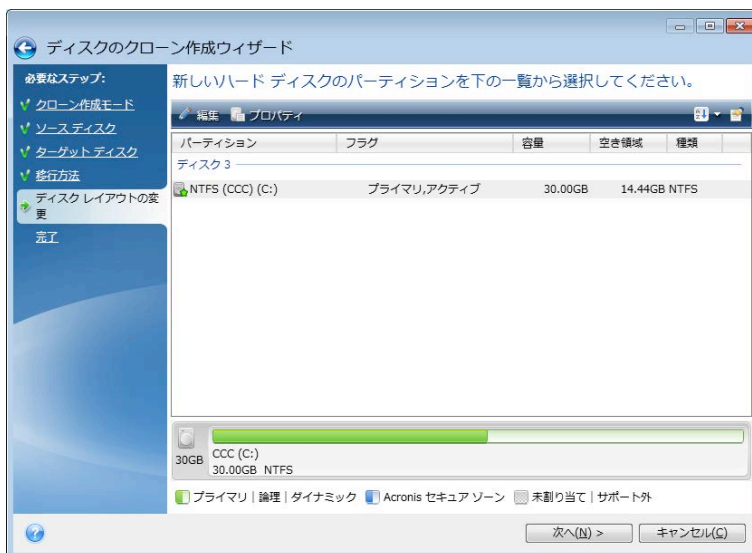 ディスクのクローン作成ウィザード
必要なステップ:
クローン作成モード
ソース ディスク
ターゲット ディスク
移行方法
ディスク レイアウトの変
更
完了
新しいハード ディスクのパーティションを下の一覧から選択してください。
編集 プロパティ
パーティション フラグ 容量 空き領域 種類
ディスク 3
NTFS (CCC) (C:) プライマリ,アクティブ 30.00GB 14.44GB NTFS
30GB CCC (C:)
30.00GB NTFS
プライマリ | 論理 | ダイナミック Acronis セキュア ゾーン 未割り当て | サポート外
次へ(N) > キャンセル(C)